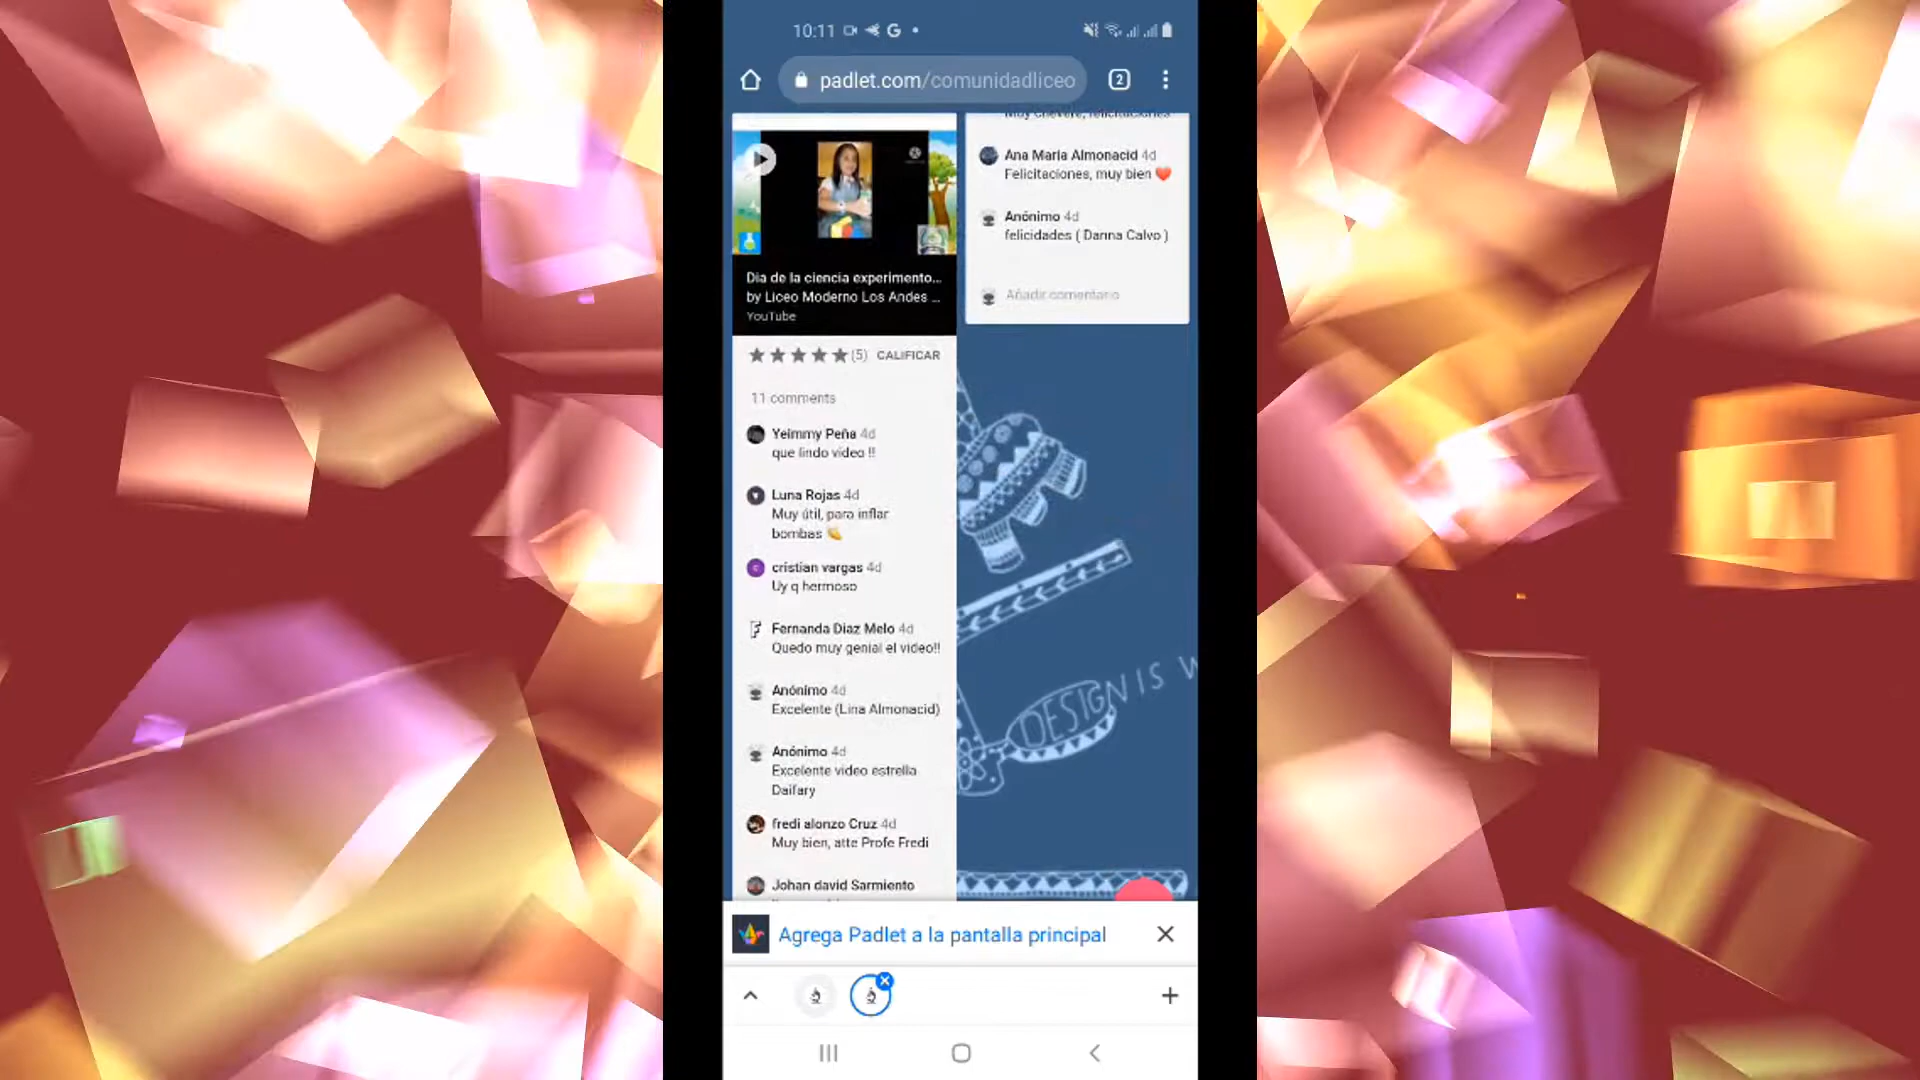 10:11
padlet.com/comunidadliceo
2
Muy chévere, felicitaciones
Ana Maria Almonacid 4d
Felicitaciones, muy bien ❤️
Anónimo 4d
felicidades ( Danna Calvo )
Añadir comentario
Dia de la ciencia experimento...
by Liceo Moderno Los Andes ...
YouTube
(5) CALIFICAR
11 comments
Yeimmy Peña 4d
que lindo video !!
Luna Rojas 4d
Muy útil, para inflar
bombas
cristian vargas 4d
Uy q hermoso
Fernanda Diaz Melo 4d
Quedo muy genial el video!!
Anónimo 4d
Excelente (Lina Almonacid)
Anónimo 4d
Excelente video estrella
Daifary
fredi alonzo Cruz 4d
Muy bien, atte Profe Fredi
Johan david Sarmiento
DESIGN IS W
Agrega Padlet a la pantalla principal